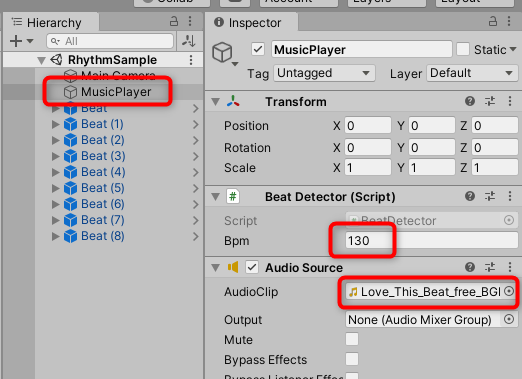 Collab
Account
Layers
Layout
Hierarchy
All
RhythmSample
Main Camera
MusicPlayer
Beat
Beat (1)
Beat (2)
Beat (3)
Beat (4)
Beat (5)
Beat (6)
Beat (7)
Beat (8)
Inspector
MusicPlayer Static
Tag Untagged Layer Default
Transform
Position X 0 Y 0 Z 0
Rotation X 0 Y 0 Z 0
Scale X 1 Y 1 Z 1
# Beat Detector (Script)
Script # BeatDetector
Bpm 130
Audio Source
AudioClip Love_This_Beat_free_BGI
Output None (Audio Mixer Group)
Mute
Bypass Effects
Bypass Listener Effec